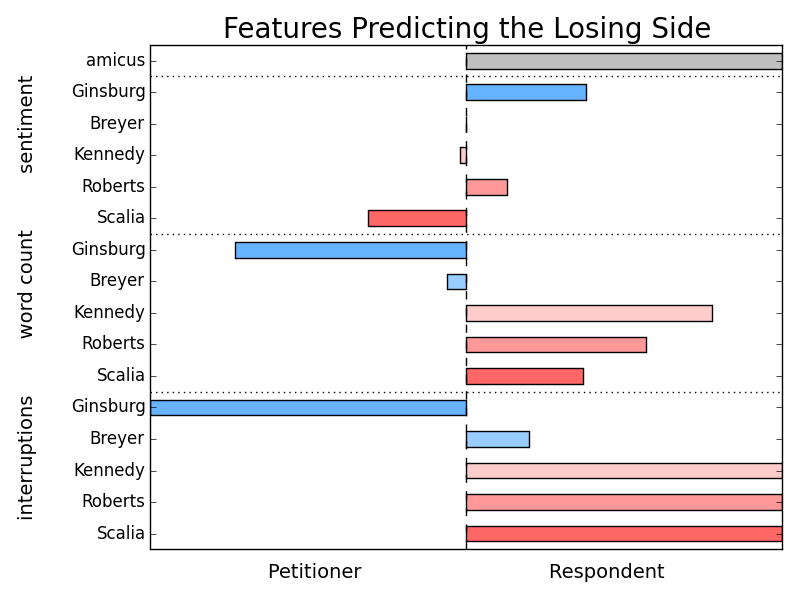 Features Predicting the Losing Side
sentiment
amicus
Ginsburg
Breyer
Kennedy
Roberts
Scalia
word count
Ginsburg
Breyer
Kennedy
Roberts
Scalia
interruptions
Ginsburg
Breyer
Kennedy
Roberts
Scalia
Petitioner
Respondent